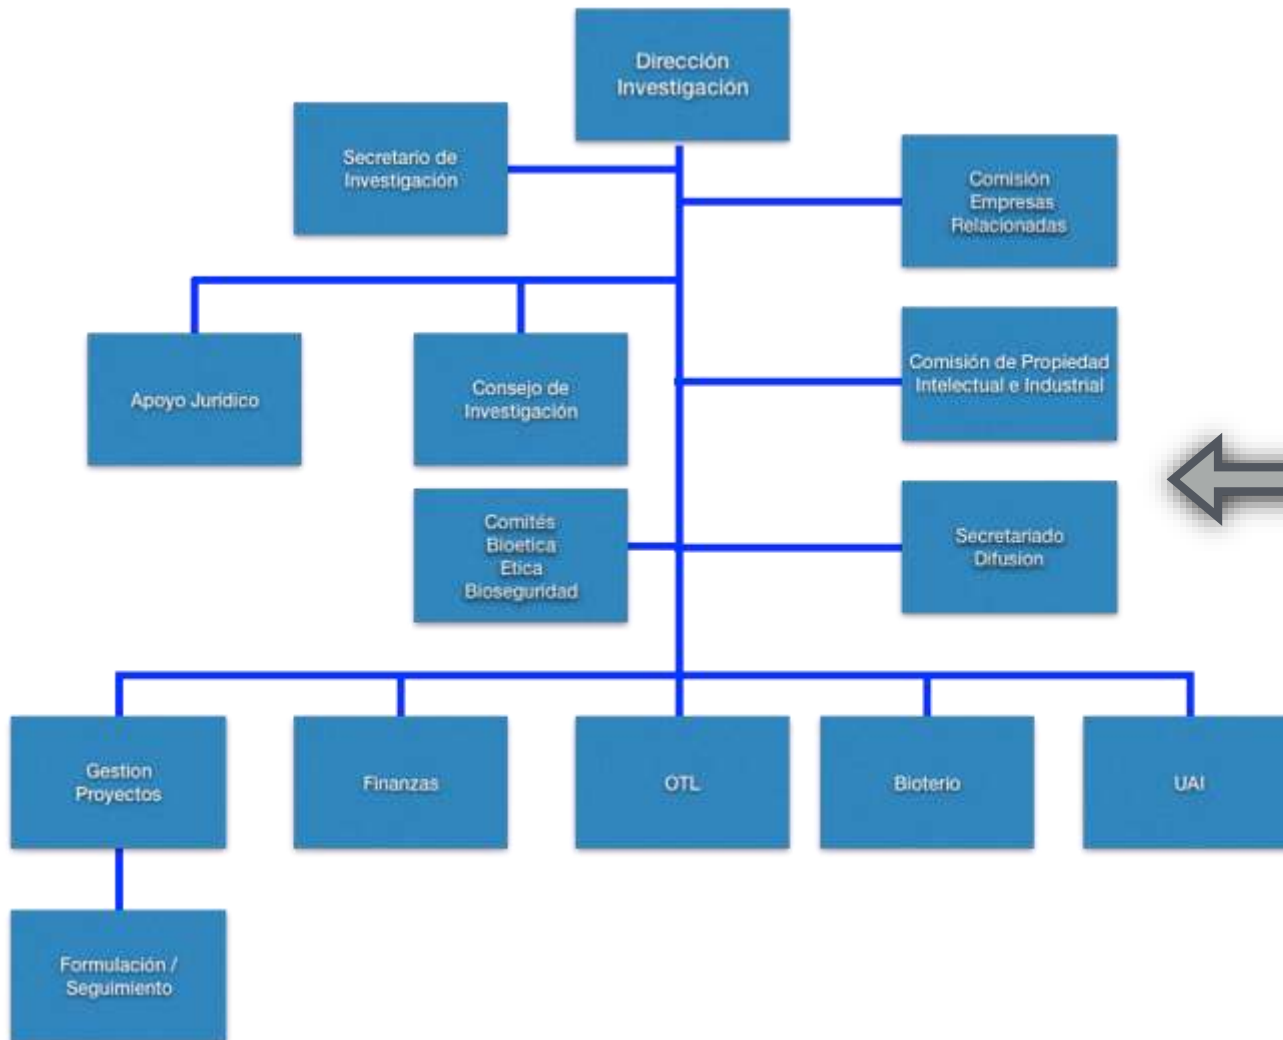 Dirección
Investigación
Secretario de
Investigación
Comisión
Empresas
Relacionadas
Apoyo Jurídico
Consejo de
Investigación
Comisión de Propiedad
Intelectual e Industrial
Comités
Bioetica
Etica
Bioseguridad
Secretariado
Difusion
Gestion
Proyectos
Finanzas
OTL
Bioterio
UAI
Formulación /
Seguimiento